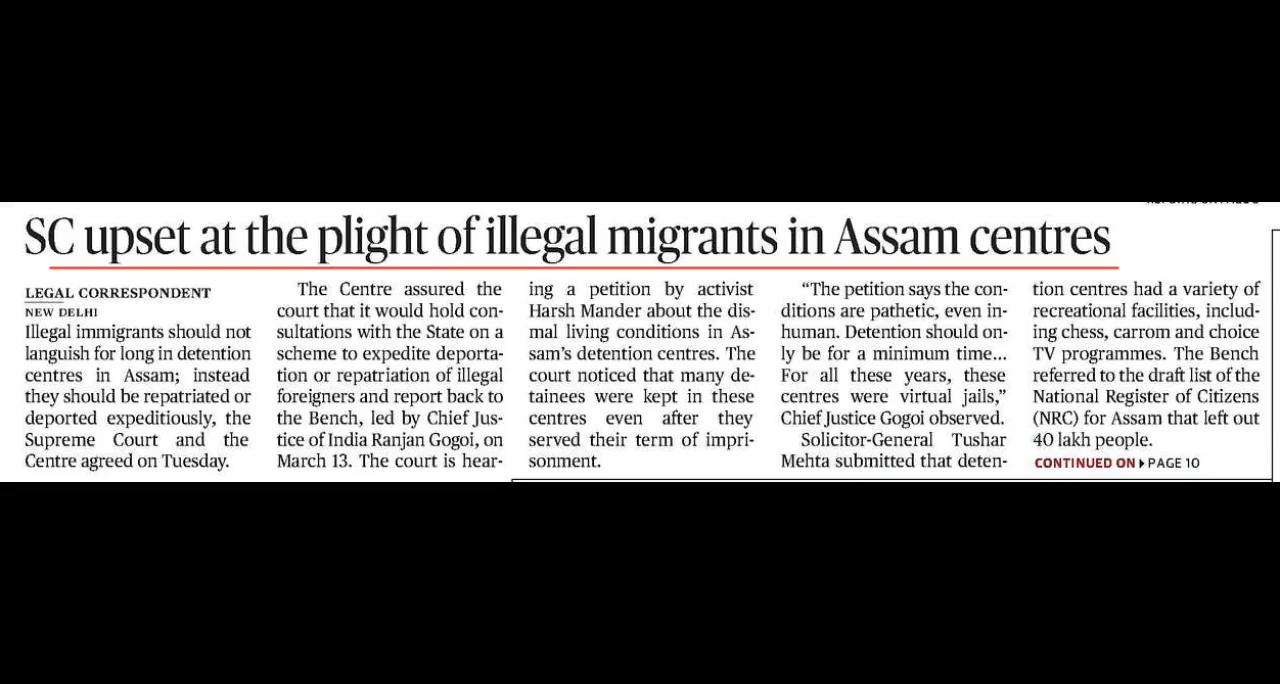 SC upset at the plight of illegal migrants in Assam centres
LEGAL CORRESPONDENT
NEW DELHI
Illegal immigrants should not
languish for long in detention
centres in Assam; instead
they should be repatriated or
deported expeditiously, the
Supreme Court and the
Centre agreed on Tuesday.
The Centre assured the
court that it would hold con-
sultations with the State on a
scheme to expedite deporta-
tion or repatriation of illegal
foreigners and report back to
the Bench, led by Chief Jus-
tice of India Ranjan Gogoi, on
March 13. The court is hear-
ing a petition by activist
Harsh Mander about the dis-
mal living conditions in As-
sam’s detention centres. The
court noticed that many de-
tainees were kept in these
centres even after they
served their term of impri-
sonment.
“The petition says the con-
ditions are pathetic, even in-
human. Detention should on-
ly be for a minimum time...
For all these years, these
centres were virtual jails,”
Chief Justice Gogoi observed.
Solicitor-General Tushar
Mehta submitted that deten-
tion centres had a variety of
recreational facilities, includ-
ing chess, carrom and choice
TV programmes. The Bench
referred to the draft list of the
National Register of Citizens
(NRC) for Assam that left out
40 lakh people.
CONTINUED ON ▸ PAGE 10